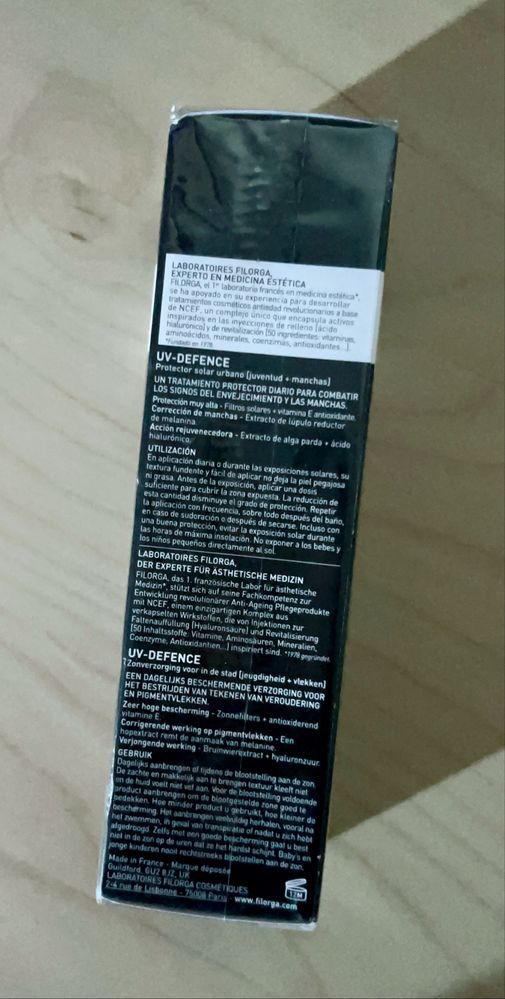 LABORATOIRES FILORGA,
EXPERTO EN MEDICINA ESTÉTICA
FILORGA, el 1er laboratorio francés en medicina estética*,
se ha apoyado en su experiencia para desarrollar
tratamientos cosméticos antiedad revolucionarios a base
de NCEF, un complejo único que encapsula activos
inspirados en las inyecciones de relleno [ácido
hialurónico] y de revitalización [50 ingredientes: vitaminas,
aminoácidos, minerales, coenzimas, antioxidantes...].
*Fundado en 1978
UV-DEFENCE
Protector solar urbano [juventud + manchas]
UN TRATAMIENTO PROTECTOR DIARIO PARA COMBATIR
LOS SIGNOS DEL ENVEJECIMIENTO Y LAS MANCHAS.
Protección muy alta - Filtros solares + vitamina E antioxidante.
Corrección de manchas - Extracto de lúpulo reductor
de melanina.
Acción rejuvenecedora - Extracto de alga parda + ácido
hialurónico.
UTILIZACIÓN
En aplicación diaria o durante las exposiciones solares, su
textura fundente y fácil de aplicar no deja la piel pegajosa
ni grasa. Antes de la exposición, aplicar una dosis
suficiente para cubrir la zona expuesta. La reducción de
esta cantidad disminuye el grado de protección. Repetir
la aplicación con frecuencia, sobre todo después del baño,
en caso de sudoración o después de secarse. Incluso con
una buena protección, evitar la exposición solar durante
las horas de máxima insolación. No exponer a los bebés y
los niños pequeños directamente al sol.
LABORATOIRES FILORGA,
DER EXPERTE FÜR ÄSTHETISCHE MEDIZIN
FILORGA, das 1. französische Labor für ästhetische
Medizin*, stützt sich auf seine Fachkompetenz zur
Entwicklung revolutionärer Anti-Ageing Pflegeprodukte
mit NCEF, einem einzigartigen Komplex aus
verkapselten Wirkstoffen, die von Injektionen zur
Faltenauffüllung [Hyaluronsäure] und Revitalisierung
[50 Inhaltsstoffe: Vitamine, Aminosäuren, Mineralien,
Coenzyme, Antioxidantien...] inspiriert sind. *1978 gegründet.
UV-DEFENCE
Zonverzorging voor in de stad [jeugdigheid + vlekken]
EEN DAGELIJKS BESCHERMENDE VERZORGING VOOR
HET BESTRIJDEN VAN TEKENEN VAN VEROUDERING
EN PIGMENTVLEKKEN.
Zeer hoge bescherming - Zonnefilters + antioxiderend
vitamine E.
Corrigerende werking op pigmentvlekken - Een
hopextract remt de aanmaak van melanine.
Verjongende werking - Bruinwierextract + hyaluronzuur.
GEBRUIK
Dagelijks aanbrengen of tijdens de blootstelling aan de zon.
De zachte en makkelijk aan te brengen textuur kleeft niet
en de huid voelt niet vet aan. Voor de blootstelling voldoende
product aanbrengen om de blootgestelde zone goed te
bedekken. Hoe minder product u gebruikt, hoe kleiner de
bescherming. Het aanbrengen veelvuldig herhalen, vooral na
het zwemmen, in geval van transpiratie of nadat u zich hebt
afgedroogd. Zelfs met een goede bescherming gaat u best
niet in de zon op de uren dat ze het hardst schijnt. Baby's en
jonge kinderen nooit rechtstreeks blootstellen aan de zon.
Made in France - Marque déposée
Guildford, GU2 8JZ, UK
LABORATOIRES FILORGA COSMÉTIQUES
2-4 rue de Lisbonne - 75008 Paris - www.filorga.com
12M